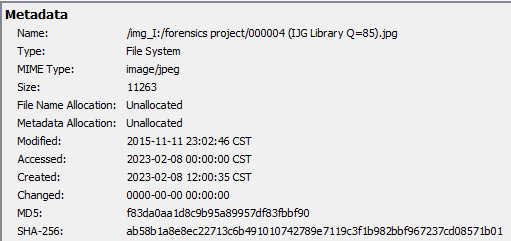 Metadata
Name: /img_I:/forensics project/000004 (IJG Library Q=85).jpg
Type: File System
MIME Type: image/jpeg
Size: 11263
File Name Allocation: Unallocated
Metadata Allocation: Unallocated
Modified: 2015-11-11 23:02:46 CST
Accessed: 2023-02-08 00:00:00 CST
Created: 2023-02-08 12:00:35 CST
Changed: 0000-00-00 00:00:00
MD5: f83da0aa1d8c9b95a89957df83fbbf90
SHA-256: ab58b1a8e8ec22713c6b491010742789e7119c3f1b982bbf967237cd08571b01